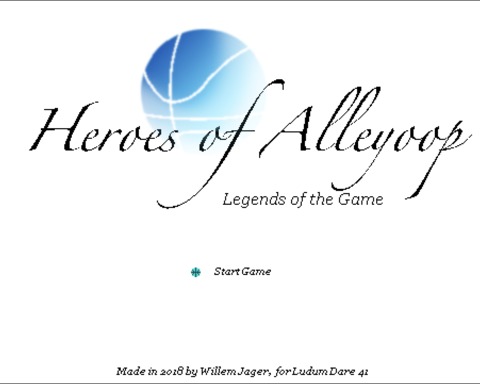 Heroes of Alleyoop
Legends of the Game
Start Game
Made in 2018 by Willem Jager, for Ludum Dare 41